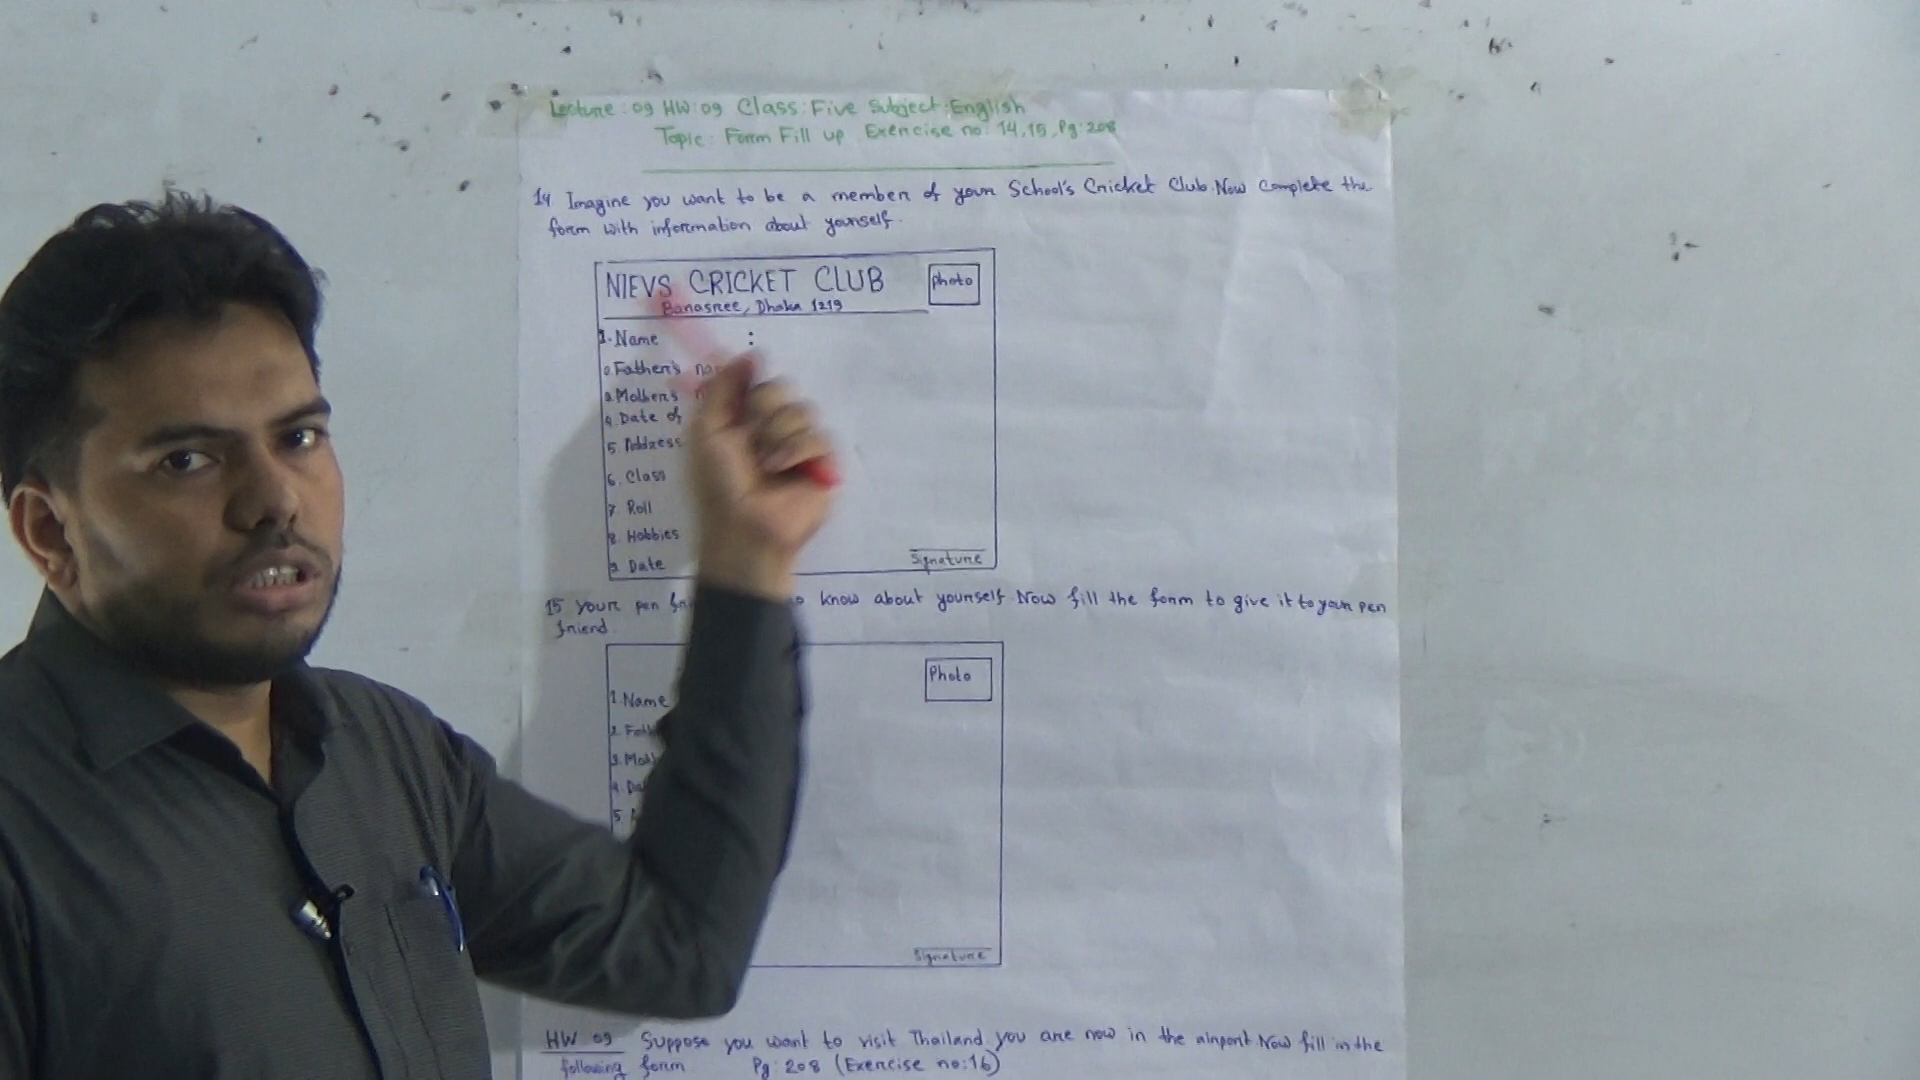 Lecture: 09 HW: 09 Class: Five Subject: English
Topic: Form Fill up Exercise no: 14,15, Pg: 208
14 Imagine you want to be a member of your School's Cricket Club. Now complete the
form with information about yourself.
NIEVS CRICKET CLUB
Photo
Banasree, Dhaka 1219
1. Name :
2. Father's
3. Mother's
4. Date of
5. Address
6. Class
7. Roll
8. Hobbies
9. Date
Signature
15 Your pen know about yourself Now fill the form to give it to your pen
friend.
Photo
1. Name
2.
3.
4.
5.
Signature
HW 09 Suppose you want to visit Thailand you are now in the airport Now fill in the
following form Pg: 208 (Exercise no: 16)